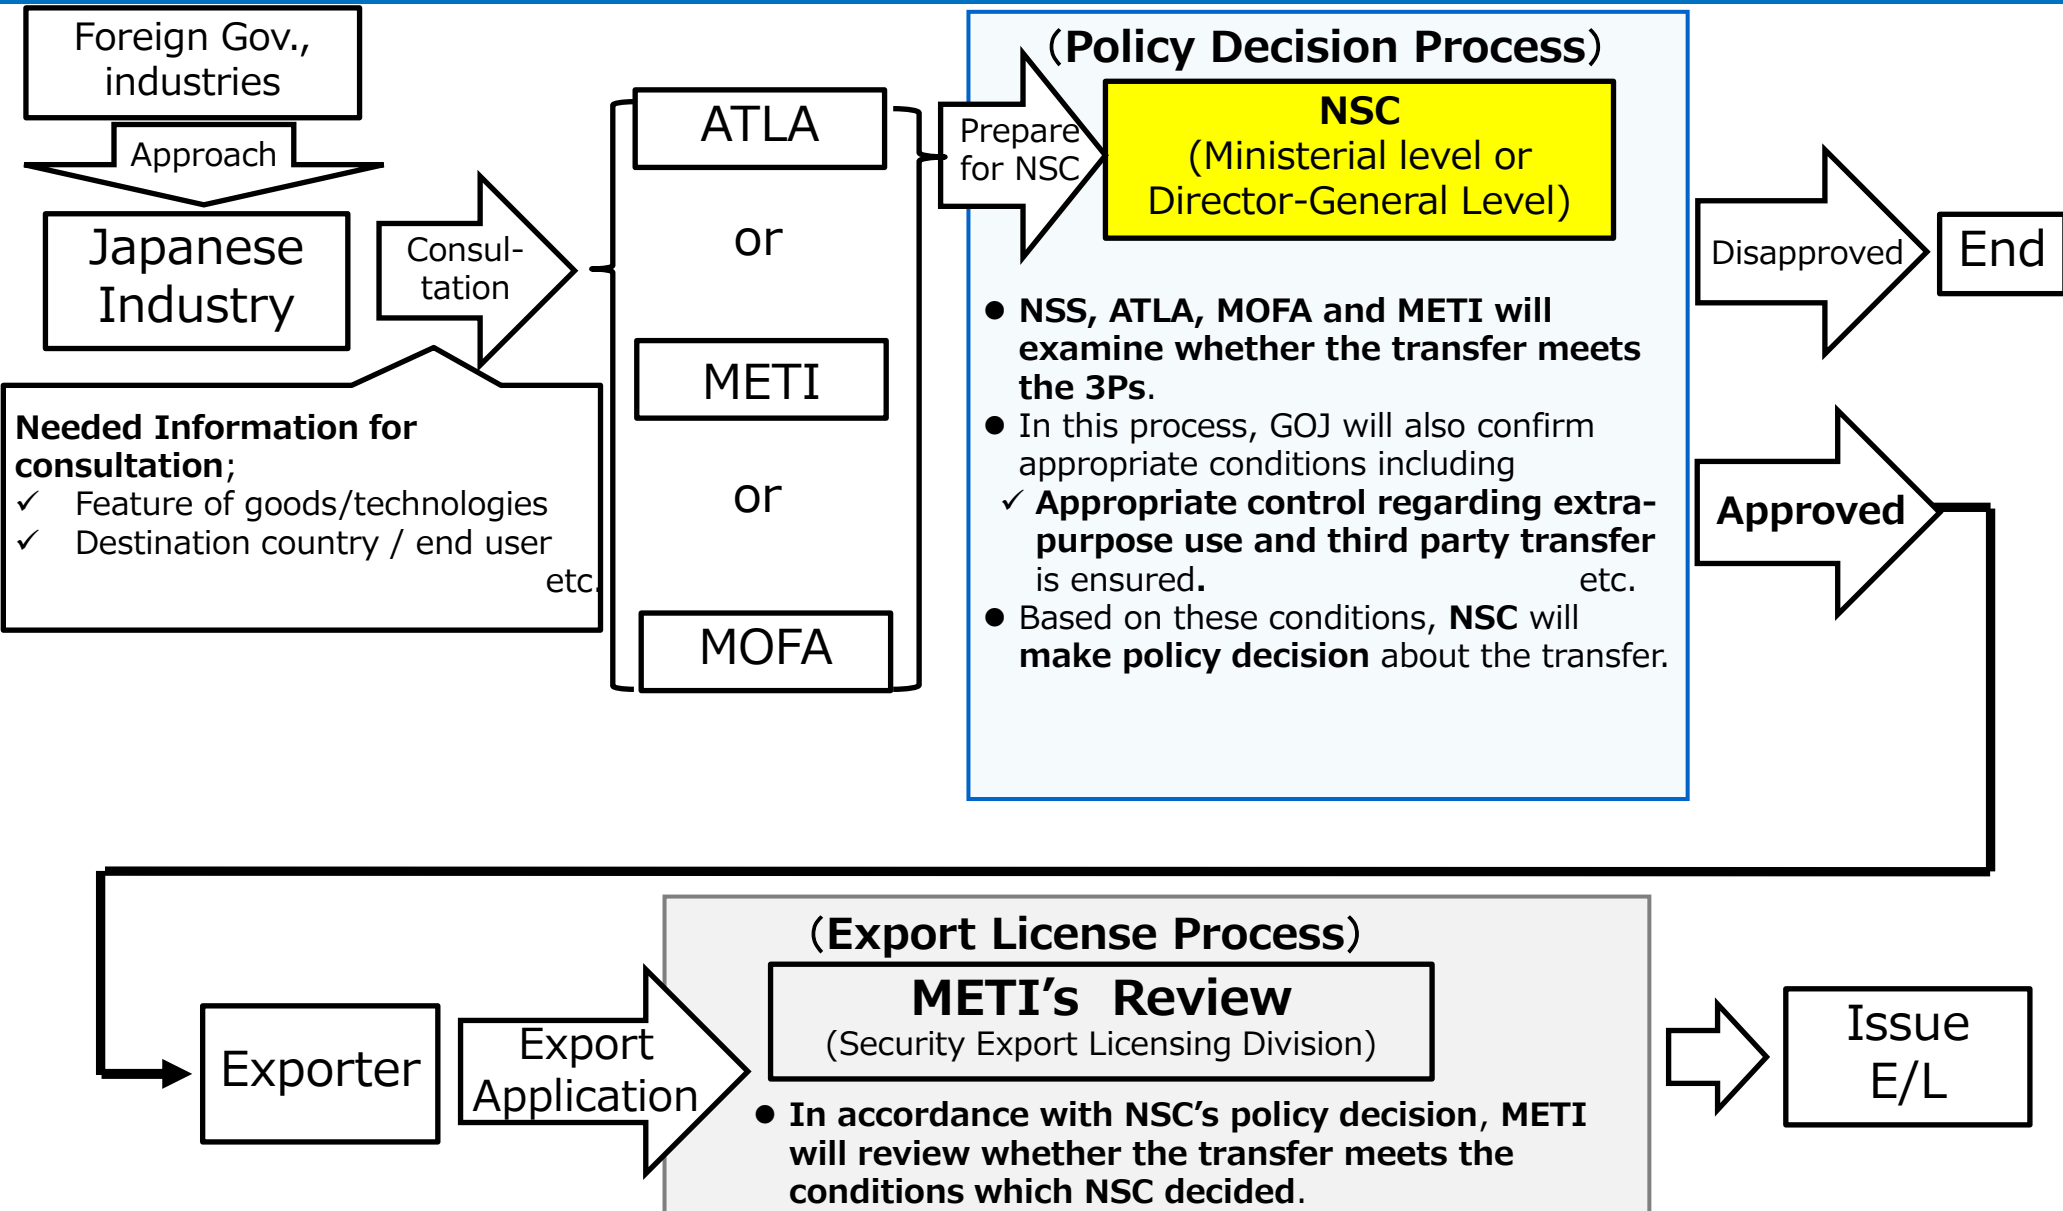 Foreign Gov.,
industries
Approach
Japanese
Industry
Consul-
tation
Needed Information for
consultation;
✓ Feature of goods/technologies
✓ Destination country / end user
etc.
ATLA
or
METI
or
MOFA
Prepare
for NSC
（Policy Decision Process）
NSC
(Ministerial level or
Director-General Level)
● NSS, ATLA, MOFA and METI will
examine whether the transfer meets
the 3Ps.
● In this process, GOJ will also confirm
appropriate conditions including
✓ Appropriate control regarding extra-
purpose use and third party transfer
is ensured. etc.
● Based on these conditions, NSC will
make policy decision about the transfer.
Disapproved
End
Approved
Exporter
Export
Application
（Export License Process）
METI’s Review
(Security Export Licensing Division)
● In accordance with NSC’s policy decision, METI
will review whether the transfer meets the
conditions which NSC decided.
Issue
E/L